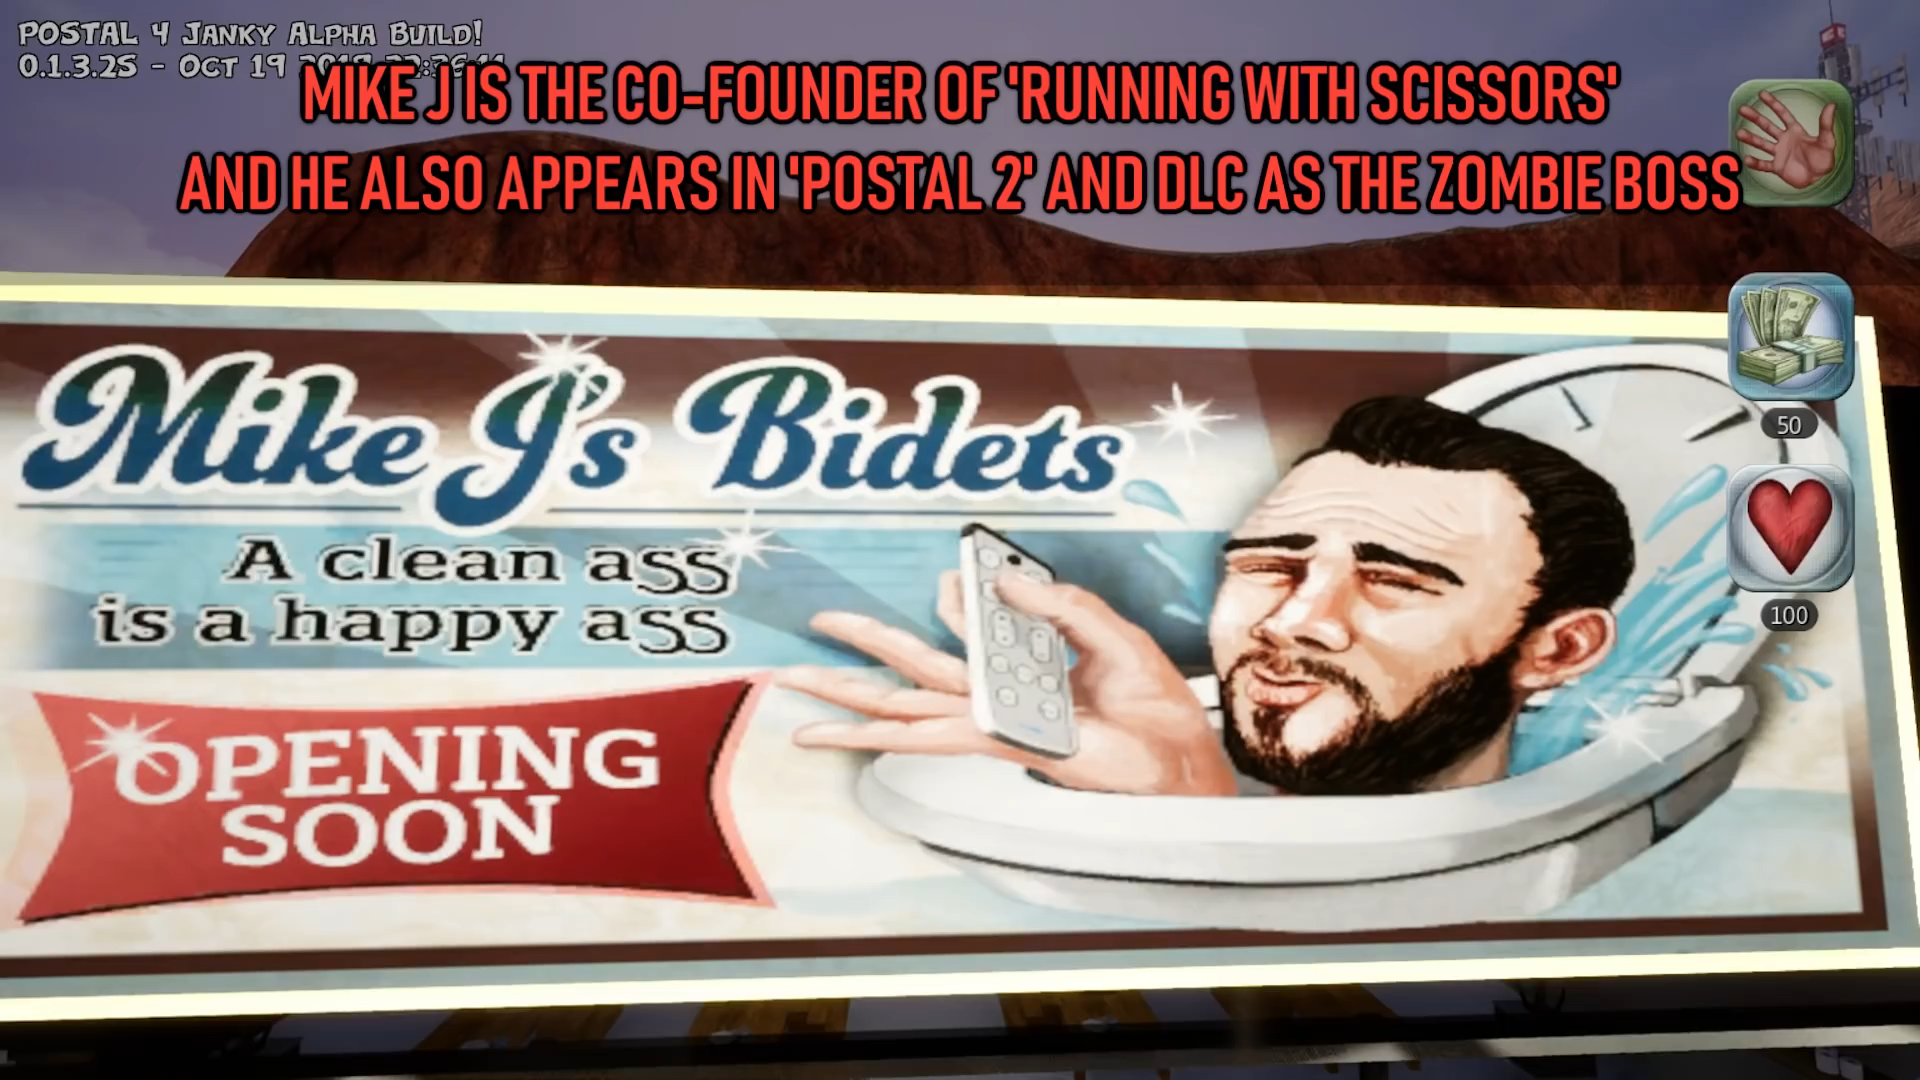 POSTAL 4 JANKY ALPHA BUILD!
0.1.3.2S - OCT 19
MIKE J IS THE CO-FOUNDER OF 'RUNNING WITH SCISSORS'
AND HE ALSO APPEARS IN 'POSTAL 2' AND DLC AS THE ZOMBIE BOSS
Mike J's Bidets
A clean ass
is a happy ass
OPENING
SOON
50
100